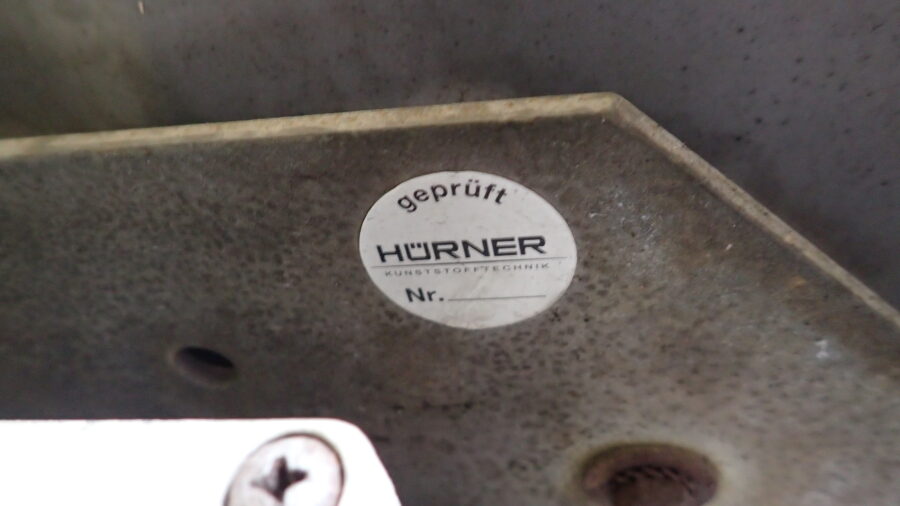 geprüft
HÜRNER
KUNSTSTOFFTECHNIK
Nr.